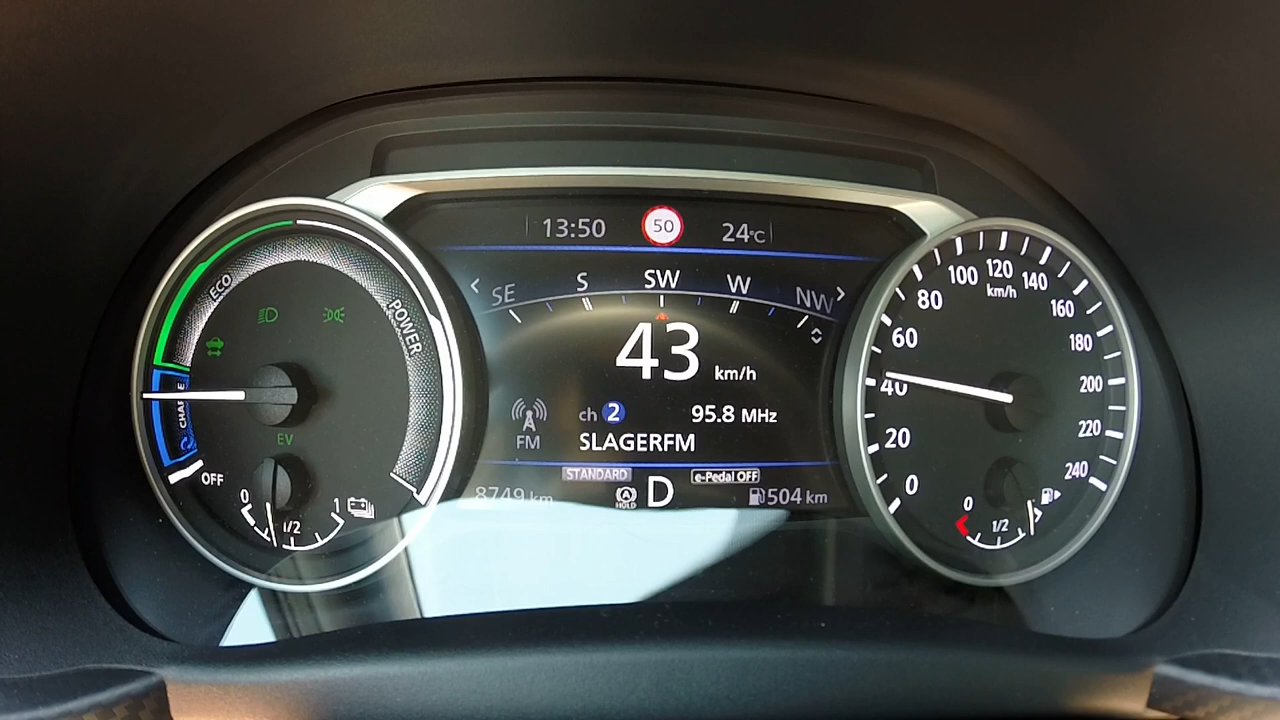 13:50 50 24°C
SE S SW W NW
43 km/h
FM ch 2 95.8 MHz
SLAGERFM
STANDARD e-Pedal OFF
8749 km HOLD D 504 km
ECO
POWER
CHARGE
EV
OFF
0 1/2 1
0
20
40
60
80
100
120
140
160
180
200
220
240
km/h
0 1/2